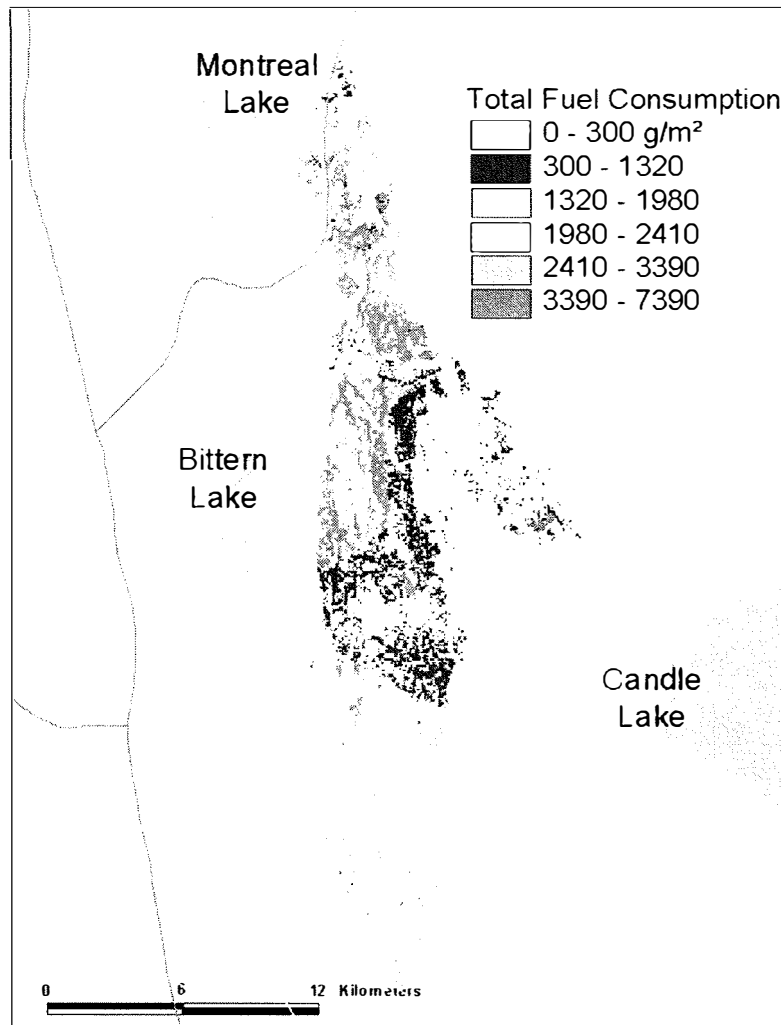 Montreal
Lake
Total Fuel Consumption
0 - 300 g/m²
300 - 1320
1320 - 1980
1980 - 2410
2410 - 3390
3390 - 7390
Bittern
Lake
Candle
Lake
0 6 12 Kilometers